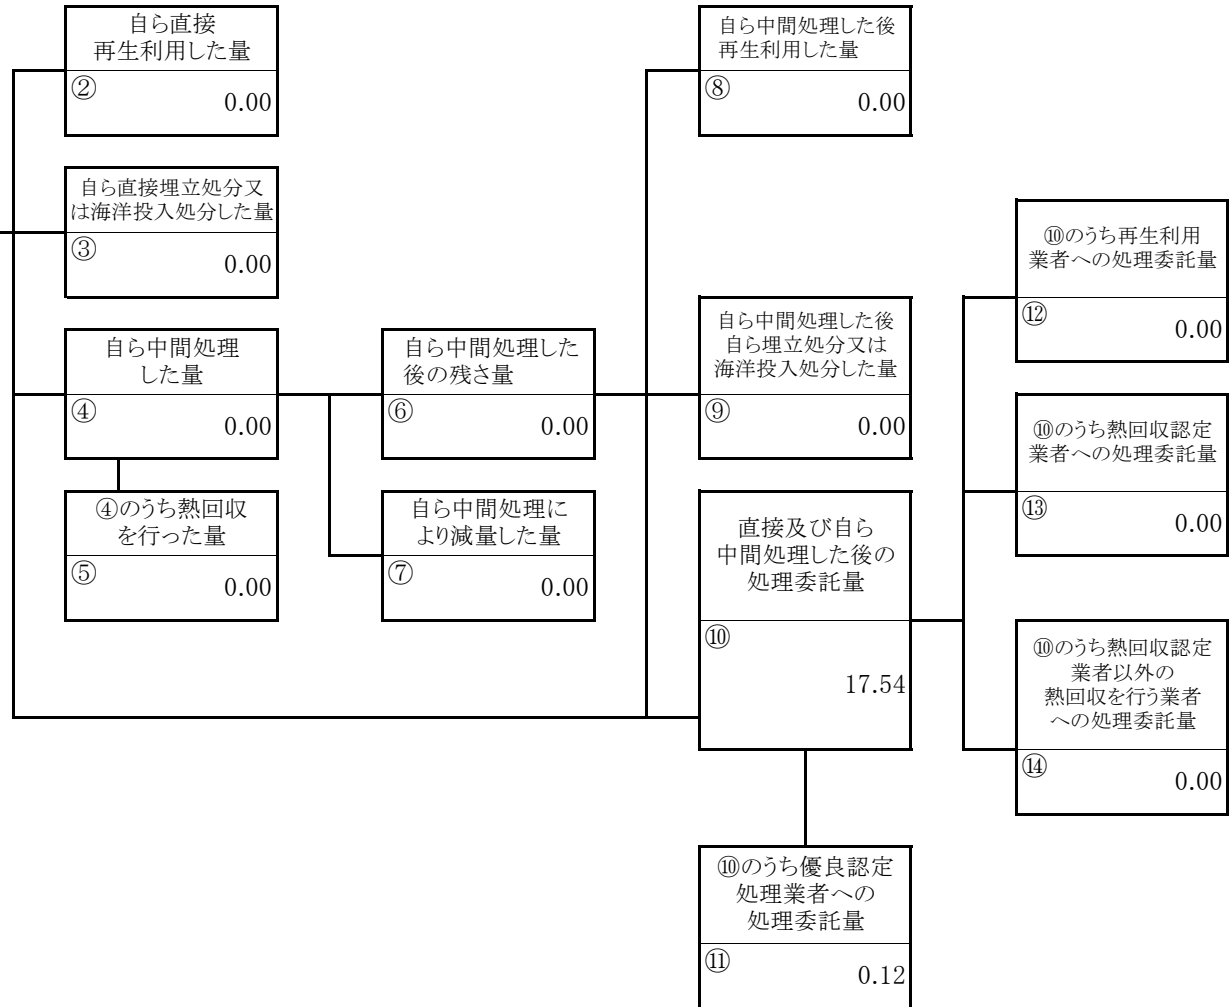 自ら直接
再生利用した量
②
0.00
自ら直接埋立処分又
は海洋投入処分した量
③
0.00
自ら中間処理
した量
④
0.00
④のうち熱回収
を行った量
⑤
0.00
自ら中間処理した
後の残さ量
⑥
0.00
自ら中間処理に
より減量した量
⑦
0.00
自ら中間処理した後
再生利用した量
⑧
0.00
自ら中間処理した後
自ら埋立処分又は
海洋投入処分した量
⑨
0.00
直接及び自ら
中間処理した後の
処理委託量
⑩
17.54
⑩のうち優良認定
処理業者への
処理委託量
⑪
0.12
⑩のうち再生利用
業者への処理委託量
⑫
0.00
⑩のうち熱回収認定
業者への処理委託量
⑬
0.00
⑩のうち熱回収認定
業者以外の
熱回収を行う業者
への処理委託量
⑭
0.00